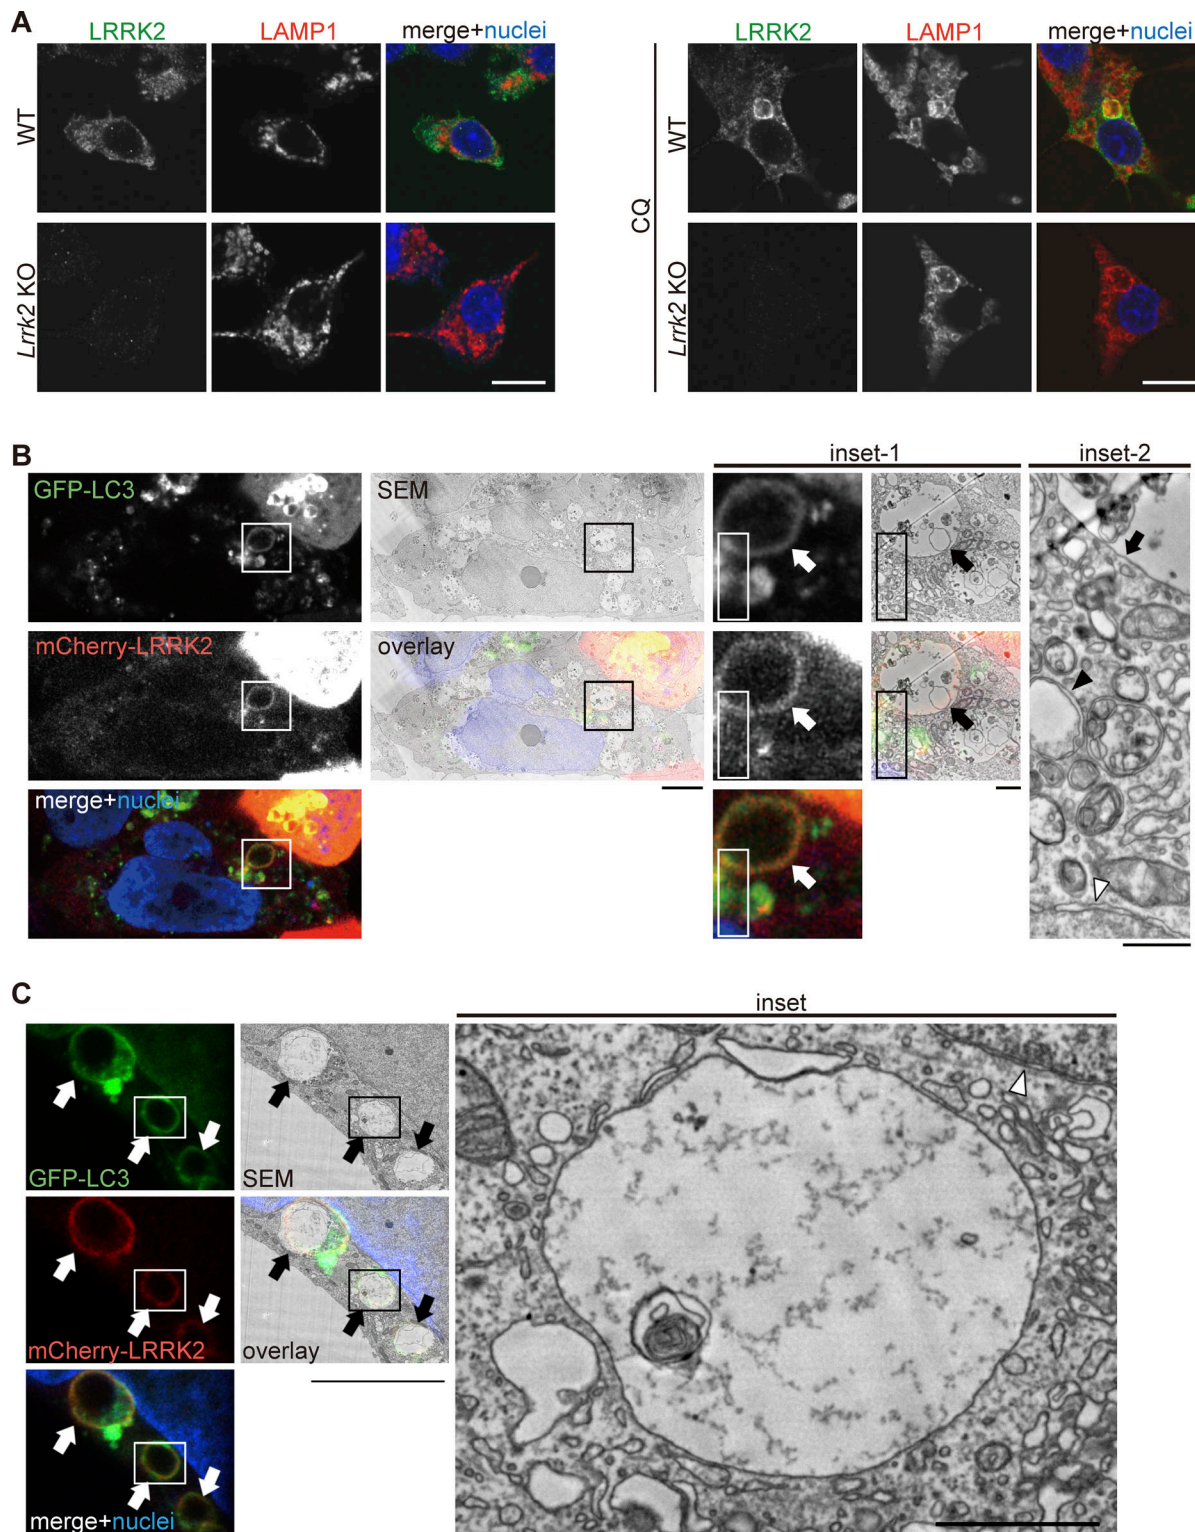 A
LRRK2 LAMP1 merge+nuclei
WT
Lrrk2 KO
LRRK2 LAMP1 merge+nuclei
CQ
WT
Lrrk2 KO
B
inset-1 inset-2
GFP-LC3 SEM
mCherry-LRRK2 overlay
merge+nuclei
C
inset
GFP-LC3 SEM
mCherry-LRRK2 overlay
merge+nuclei